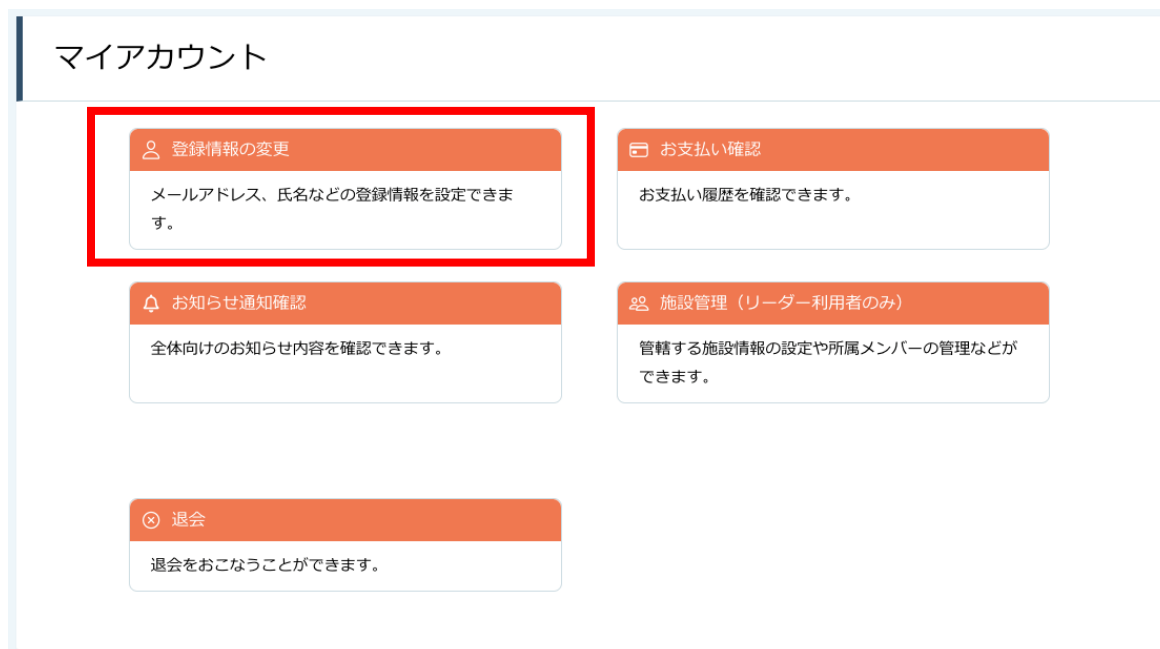 マイアカウント
登録情報の変更
メールアドレス、氏名などの登録情報を設定できま
す。
お支払い確認
お支払い履歴を確認できます。
お知らせ通知確認
全体向けのお知らせ内容を確認できます。
施設管理（リーダー利用者のみ）
管轄する施設情報の設定や所属メンバーの管理などが
できます。
退会
退会をおこなうことができます。